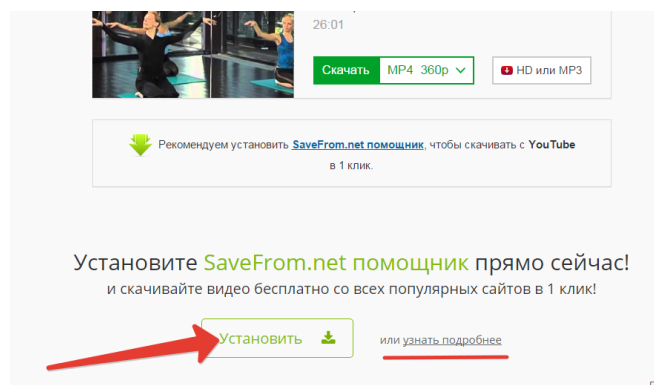 26:01
Скачать MP4 360p HD или MP3
Рекомендуем установить SaveFrom.net помощник, чтобы скачивать с YouTube
в 1 клик.
Установите SaveFrom.net помощник прямо сейчас!
и скачивайте видео бесплатно со всех популярных сайтов в 1 клик!
Установить или узнать подробнее